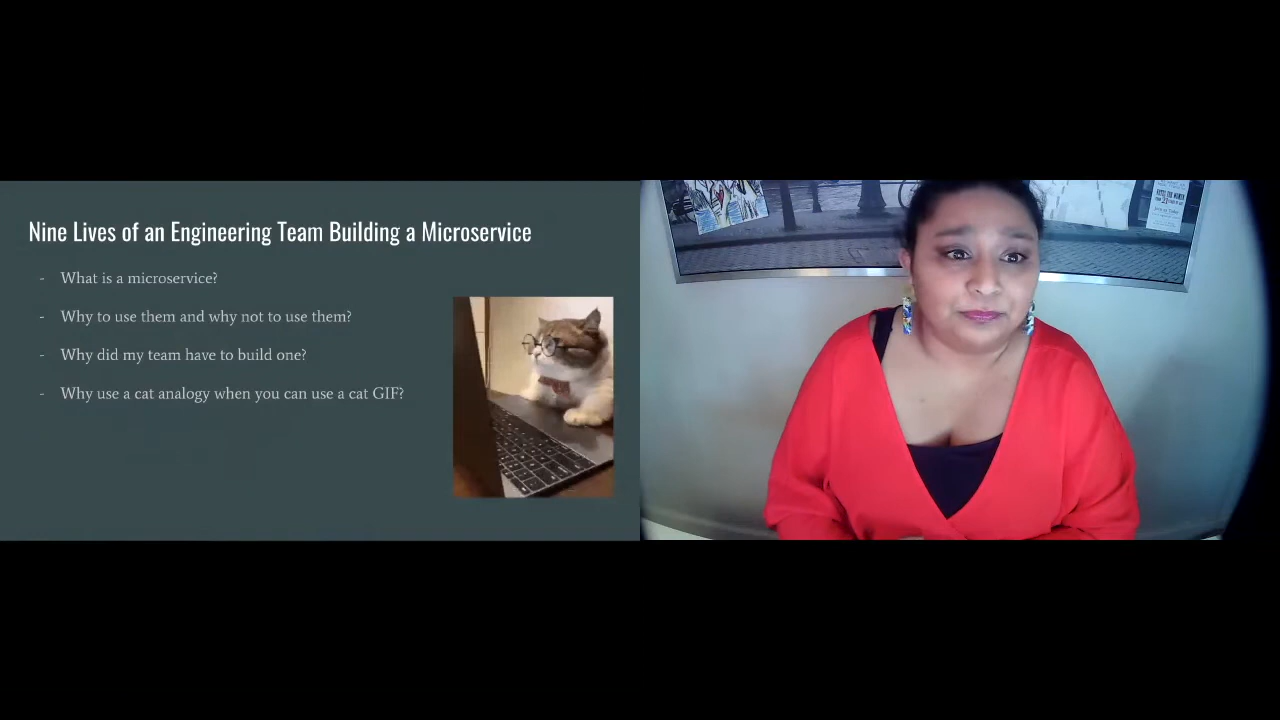 Nine Lives of an Engineering Team Building a Microservice
- What is a microservice?
- Why to use them and why not to use them?
- Why did my team have to build one?
- Why use a cat analogy when you can use a cat GIF?